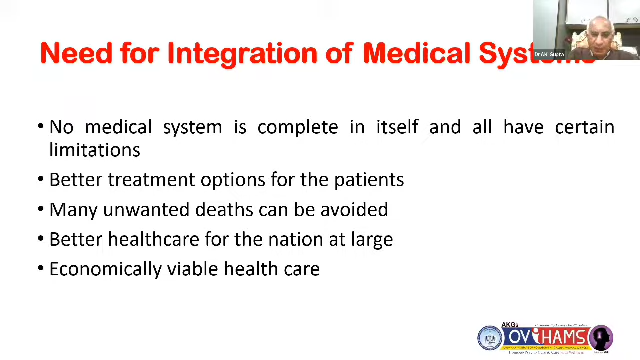 Need for Integration of Medical Systems
• No medical system is complete in itself and all have certain
limitations
• Better treatment options for the patients
• Many unwanted deaths can be avoided
• Better healthcare for the nation at large
• Economically viable health care
AKG's
OVIHAMS